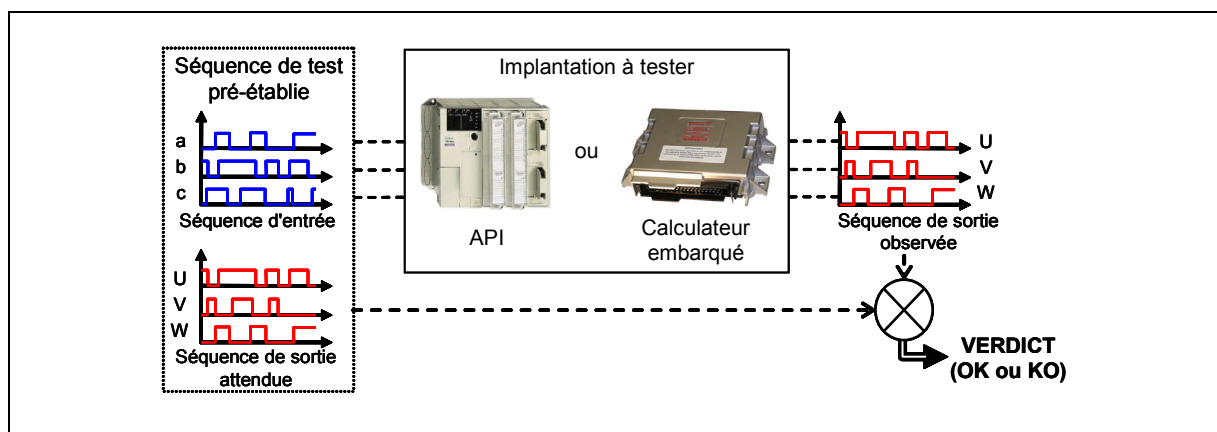 Séquence de test
pré-établie
a
b
c
Séquence d'entrée
U
V
W
Séquence de sortie
attendue
Implantation à tester
ou
API
Calculateur
embarqué
U
V
W
Séquence de sortie
observée
VERDICT
(OK ou KO)